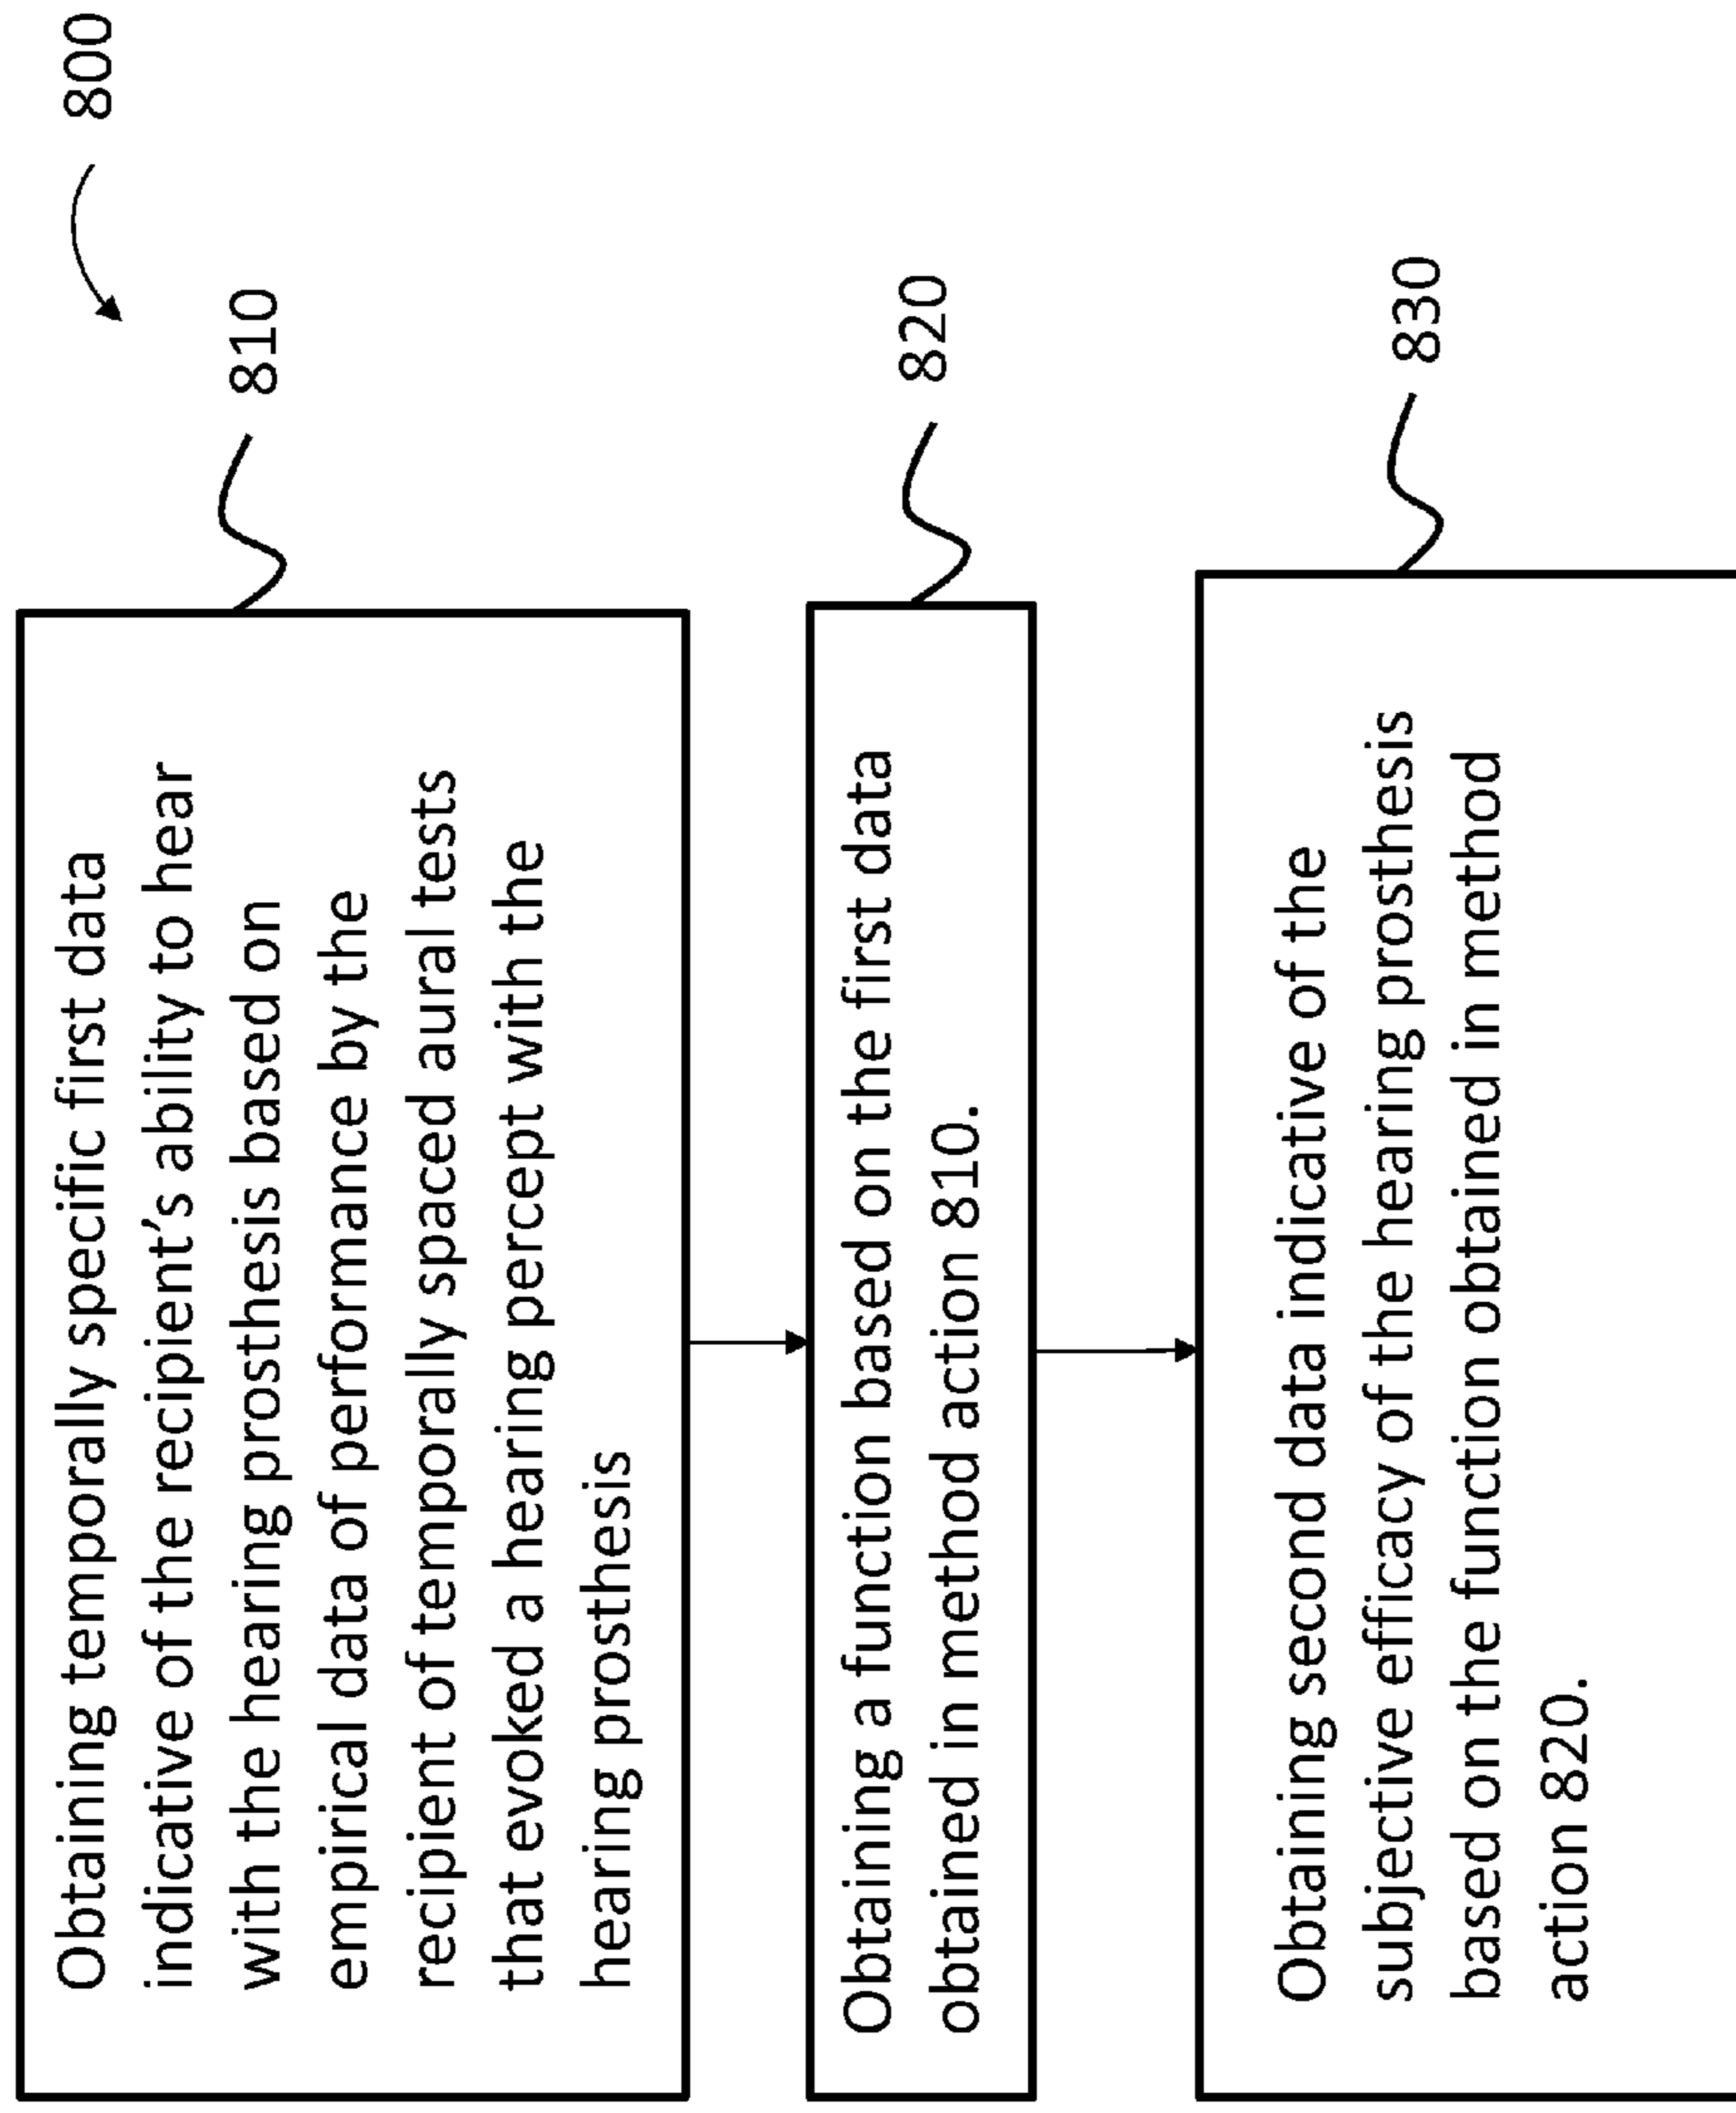 800
810
Obtaining temporally specific first data
indicative of the recipient’s ability to hear
with the hearing prosthesis based on
empirical data of performance by the
recipient of temporally spaced aural tests
that evoked a hearing percept with the
hearing prosthesis
820
Obtaining a function based on the first data
obtained in method action 810.
830
Obtaining second data indicative of the
subjective efficacy of the hearing prosthesis
based on the function obtained in method
action 820.